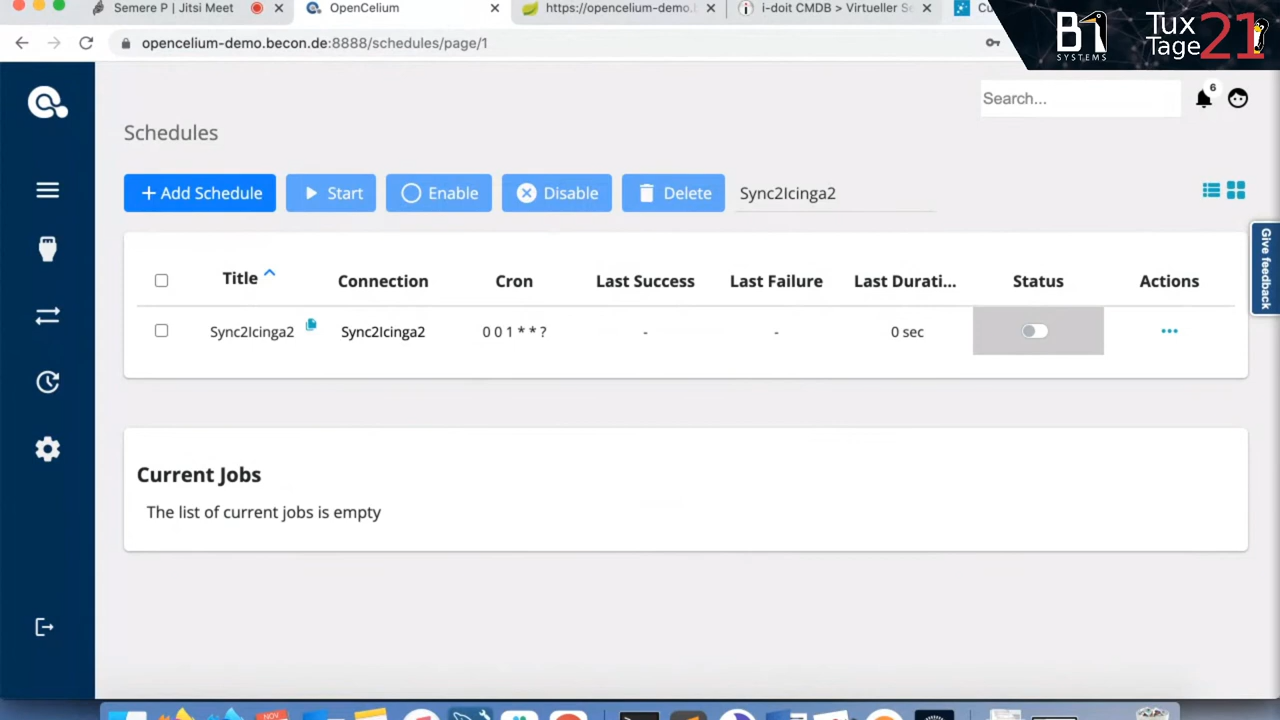 Semere P | Jitsi Meet
OpenCelium
https://opencelium-demo.
i-doit CMDB > Virtueller Se
Cu
opencelium-demo.becon.de:8888/schedules/page/1
B1
SYSTEMS
Tux
Tage
21
Search...
6
Schedules
+ Add Schedule
Start
Enable
Disable
Delete
Sync2Icinga2
Give feedback
Title
Connection
Cron
Last Success
Last Failure
Last Durati...
Status
Actions
Sync2Icinga2
Sync2Icinga2
0 0 1 * * ?
-
-
0 sec
Current Jobs
The list of current jobs is empty
NOV